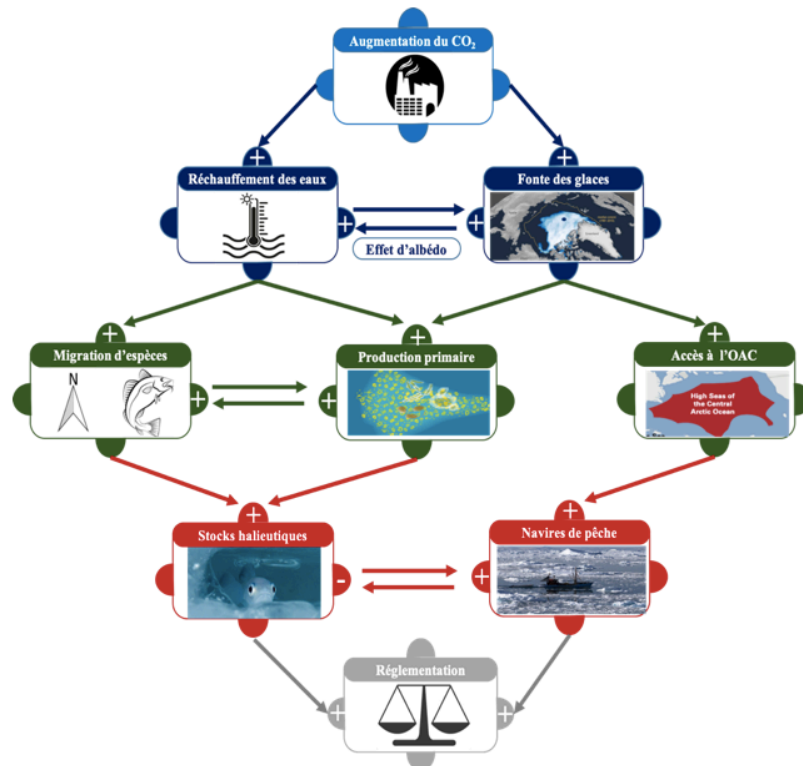 Augmentation du CO₂
+
+
Réchauffement des eaux
Fonte des glaces
+
+
Effet d'albédo
+
+
+
Migration d'espèces
Production primaire
Accès à l'OAC
N
High Seas of
the Central
Arctic Ocean
+
+
+
+
Stocks halieutiques
Navires de pêche
-
+
Réglementation
+
+